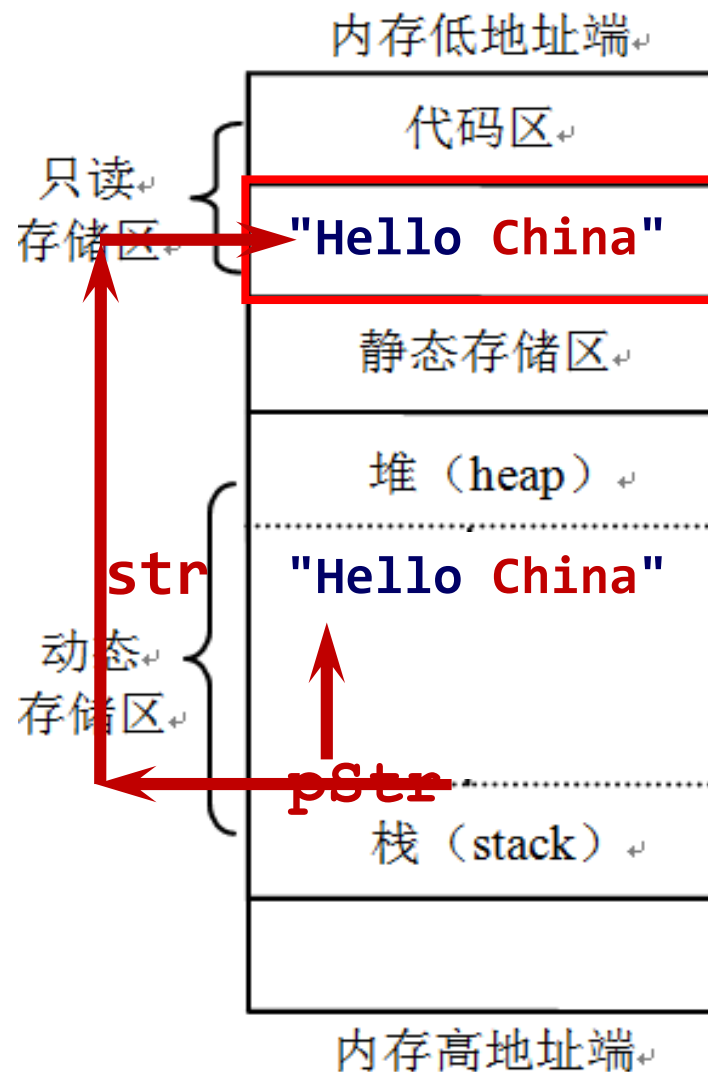 内存低地址端
代码区
只读
存储区
"Hello China"
静态存储区
堆（heap）
str
"Hello China"
动态
存储区
pStr
栈（stack）
内存高地址端